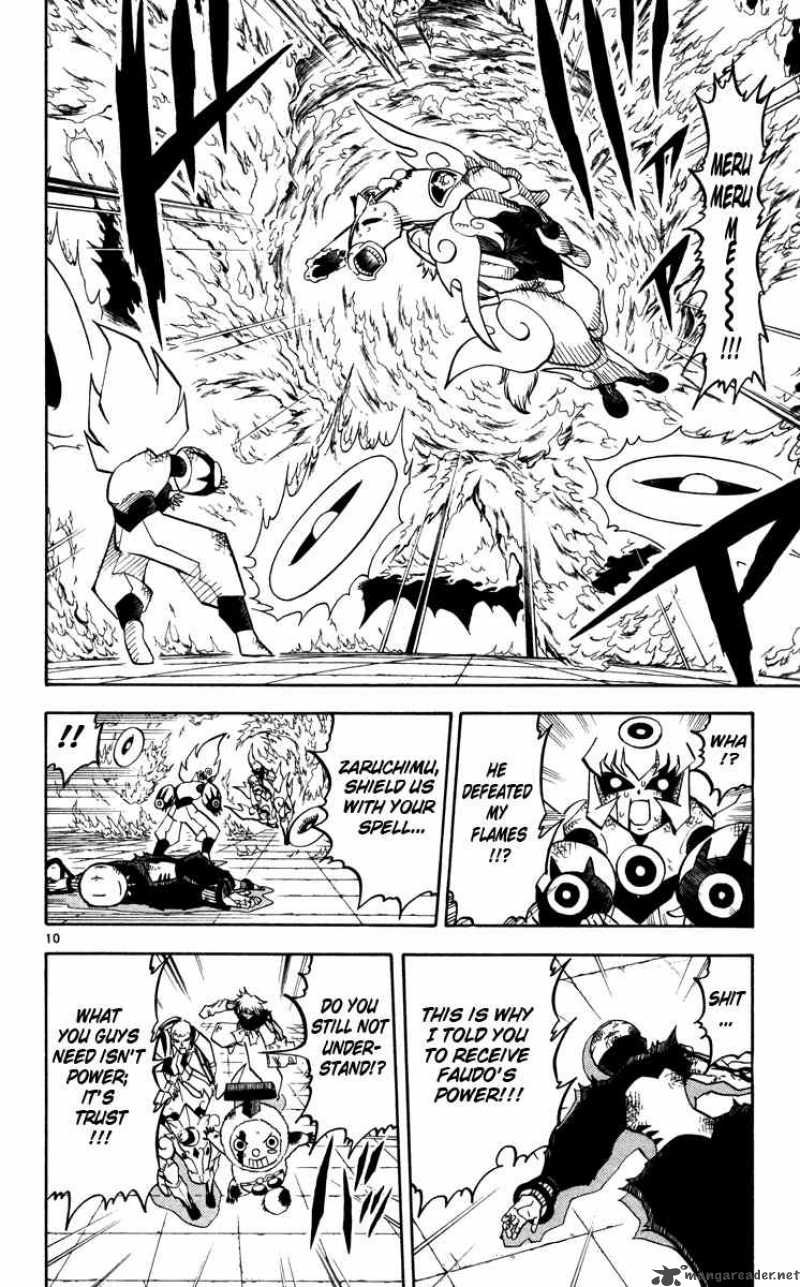 MERU
MERU
ME~~~~
!!!
WHA
!?
HE
DEFEATED
MY
FLAMES
!!?
ZARUCHIMU,
SHIELD US
WITH YOUR
SPELL...
!!
10
SHIT
...
THIS IS WHY
I TOLD YOU
TO RECEIVE
FAUDO'S
POWER!!!
DO YOU
STILL NOT
UNDER-
STAND!?
WHAT
YOU GUYS
NEED ISN'T
POWER;
IT'S
TRUST
!!!
mangareader.net